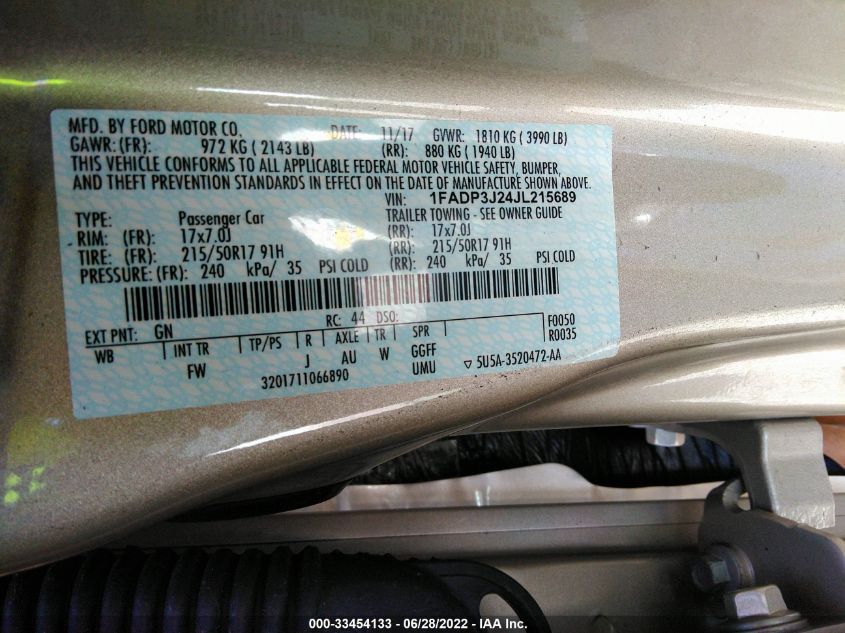 MFD. BY FORD MOTOR CO. DATE: 11/17 GVWR: 1810 KG ( 3990 LB)
GAWR: (FR): 972 KG ( 2143 LB) (RR): 880 KG ( 1940 LB)
THIS VEHICLE CONFORMS TO ALL APPLICABLE FEDERAL MOTOR VEHICLE SAFETY, BUMPER,
AND THEFT PREVENTION STANDARDS IN EFFECT ON THE DATE OF MANUFACTURE SHOWN ABOVE.
VIN: 1FADP3J24JL215689
TYPE: Passenger Car TRAILER TOWING - SEE OWNER GUIDE
RIM: (FR): 17x7.0J (RR): 17x7.0J
TIRE: (FR): 215/50R17 91H (RR): 215/50R17 91H
PRESSURE: (FR): 240 kPa/ 35 PSI COLD (RR): 240 kPa/ 35 PSI COLD
EXT PNT: GN RC: 44 DSO: F0050
WB INT TR TP/PS R AXLE TR SPR R0035
FW J AU W GGFF
3201711066890 UMU ▽ 5U5A-3520472-AA
000-33454133 - 06/28/2022 - IAA Inc.